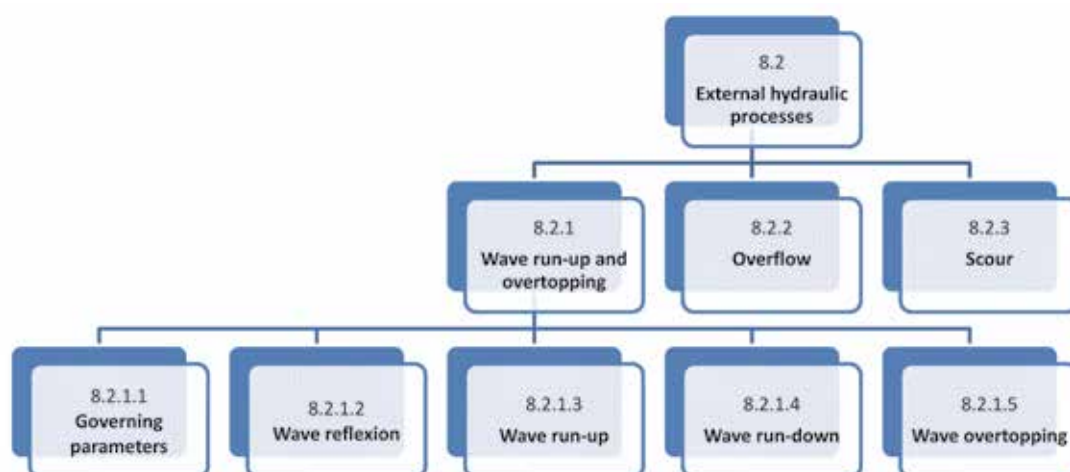 8.2
External hydraulic
processes
8.2.1
Wave run-up and
overtopping
8.2.2
Overflow
8.2.3
Scour
8.2.1.1
Governing
parameters
8.2.1.2
Wave reflexion
8.2.1.3
Wave run-up
8.2.1.4
Wave run-down
8.2.1.5
Wave overtopping